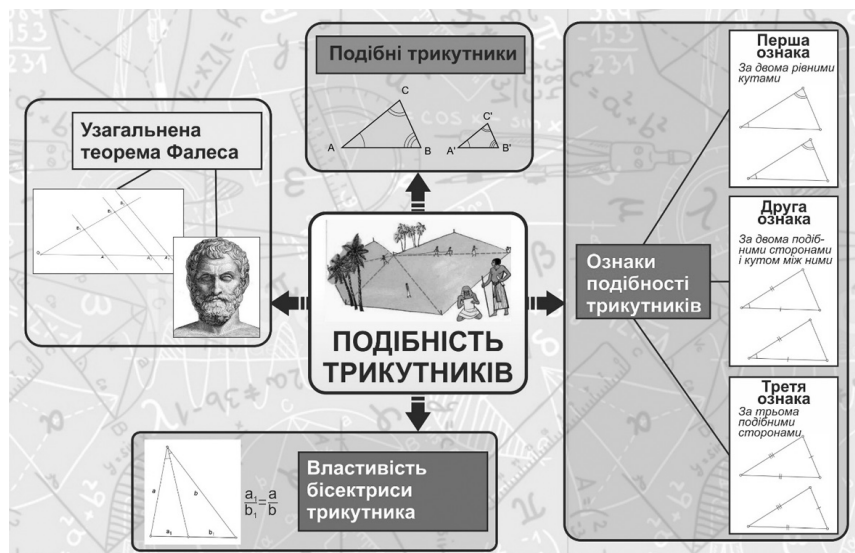 Подібні трикутники
C
A
B
C'
A'
B'
Узагальнена
теорема Фалеса
ПОДІБНІСТЬ
ТРИКУТНИКІВ
Ознаки
подібності
трикутників
Перша
ознака
За двома рівними
кутами
Друга
ознака
За двома подіб-
ними сторонами
і кутом між ними
Третя
ознака
За трьома
подібними
сторонами
a
b
a₁
b₁
a₁/b₁=a/b
Властивість
бісектриси
трикутника